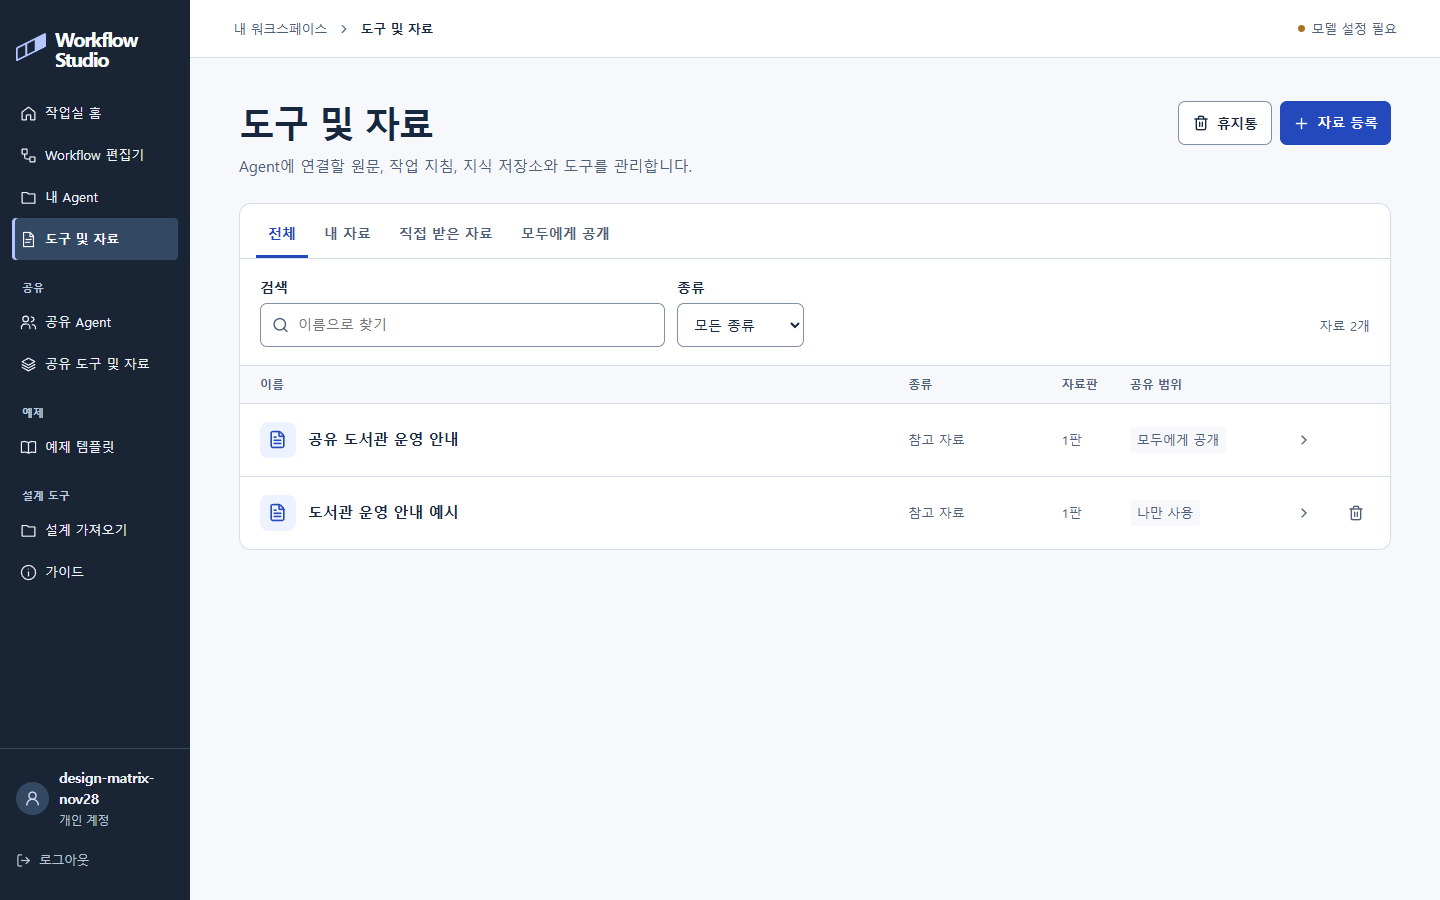 Workflow
Studio
작업실 홈
Workflow 편집기
내 Agent
도구 및 자료
공유
공유 Agent
공유 도구 및 자료
예제
예제 템플릿
설계 도구
설계 가져오기
가이드
design-matrix-
nov28
개인 계정
로그아웃
내 워크스페이스 > 도구 및 자료
모델 설정 필요
도구 및 자료
Agent에 연결할 원문, 작업 지침, 지식 저장소와 도구를 관리합니다.
휴지통
자료 등록
전체 내 자료 직접 받은 자료 모두에게 공개
검색 종류
이름으로 찾기 모든 종류 자료 2개
이름 종류 자료판 공유 범위
공유 도서관 운영 안내 참고 자료 1판 모두에게 공개
도서관 운영 안내 예시 참고 자료 1판 나만 사용